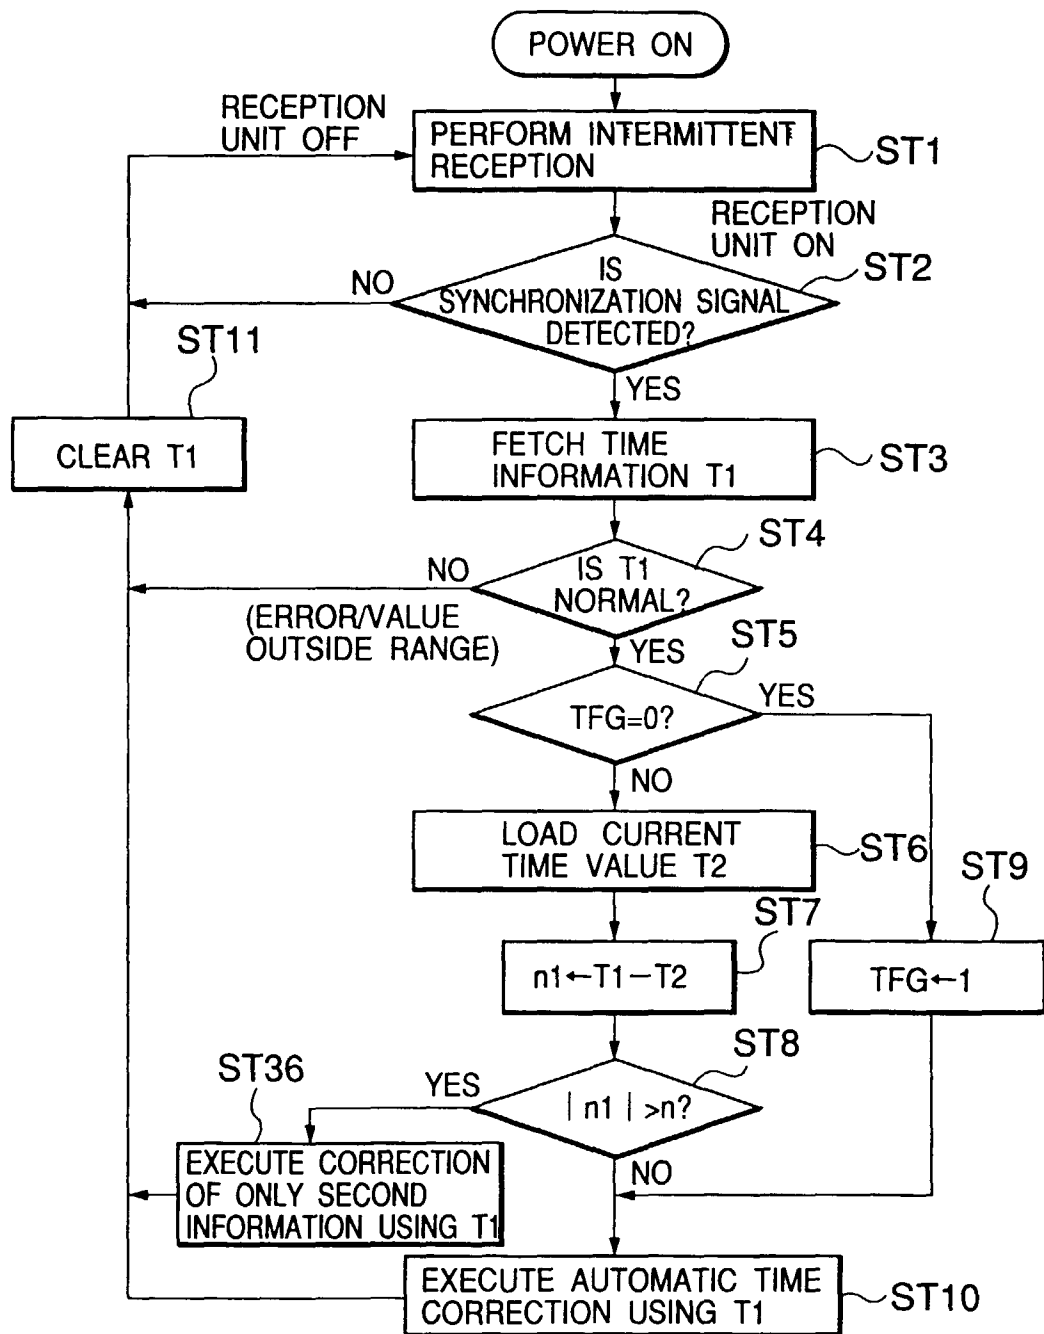 POWER ON
RECEPTION
UNIT OFF
PERFORM INTERMITTENT
RECEPTION
ST1
RECEPTION
UNIT ON
NO
IS
SYNCHRONIZATION SIGNAL
DETECTED?
ST2
ST11
YES
CLEAR T1
FETCH TIME
INFORMATION T1
ST3
ST4
NO
IS T1
NORMAL?
(ERROR/VALUE
OUTSIDE RANGE)
YES
ST5
TFG=0?
YES
NO
LOAD CURRENT
TIME VALUE T2
ST6
ST9
ST7
n1←T1−T2
TFG←1
ST8
ST36
YES
| n1 | >n?
NO
EXECUTE CORRECTION
OF ONLY SECOND
INFORMATION USING T1
EXECUTE AUTOMATIC TIME
CORRECTION USING T1
ST10